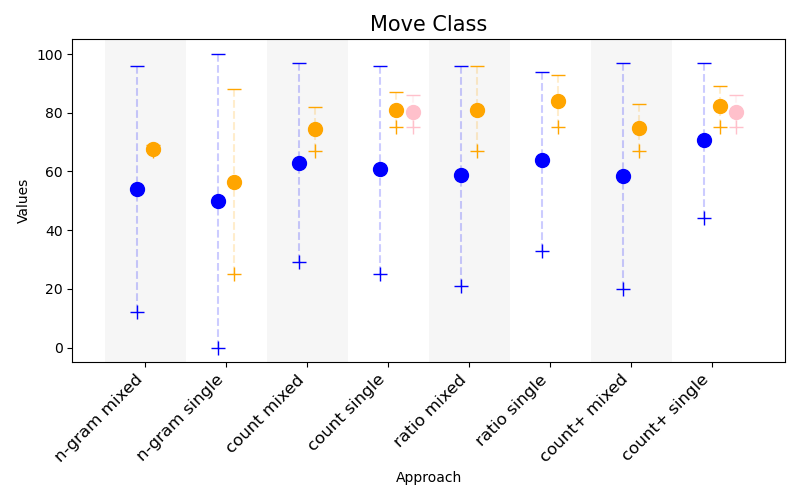 Move Class
Values
100
80
60
40
20
0
n-gram mixed
n-gram single
count mixed
count single
ratio mixed
ratio single
count+ mixed
count+ single
Approach